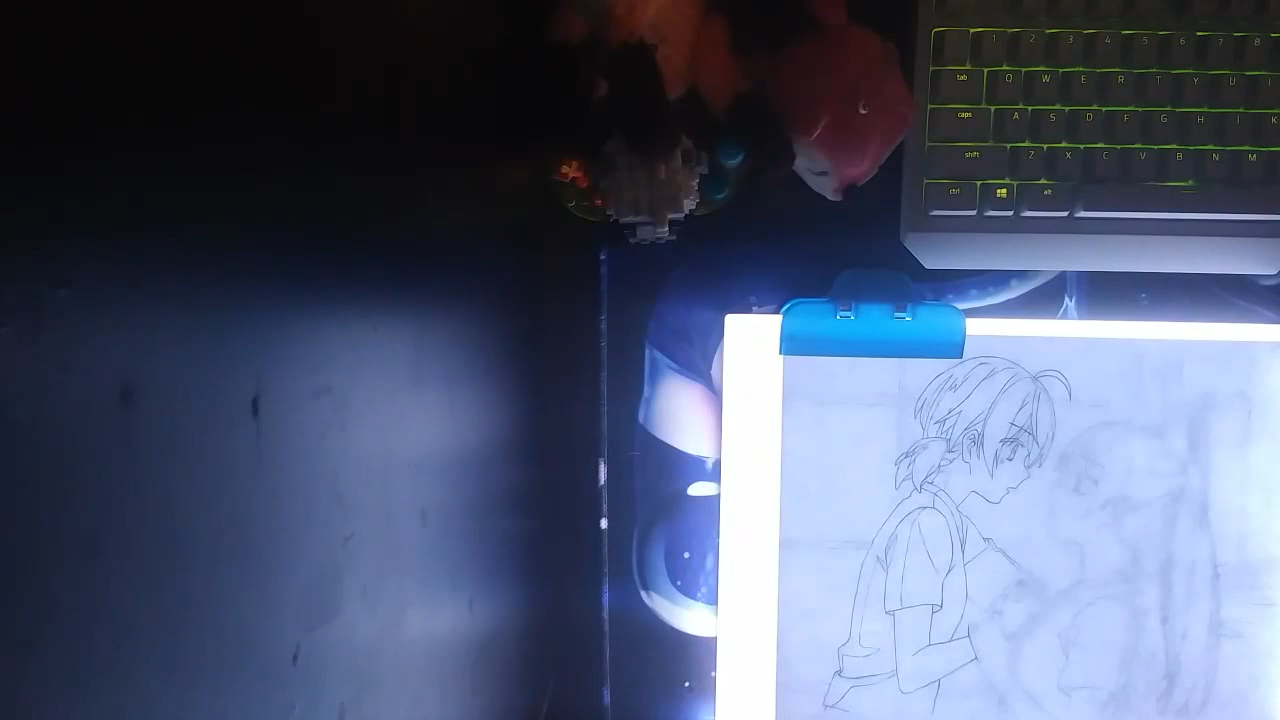 1 2 3 4 5 6 7 8
tab Q W E R T Y U I
caps A S D F G H J K
shift Z X C V B N M
ctrl alt